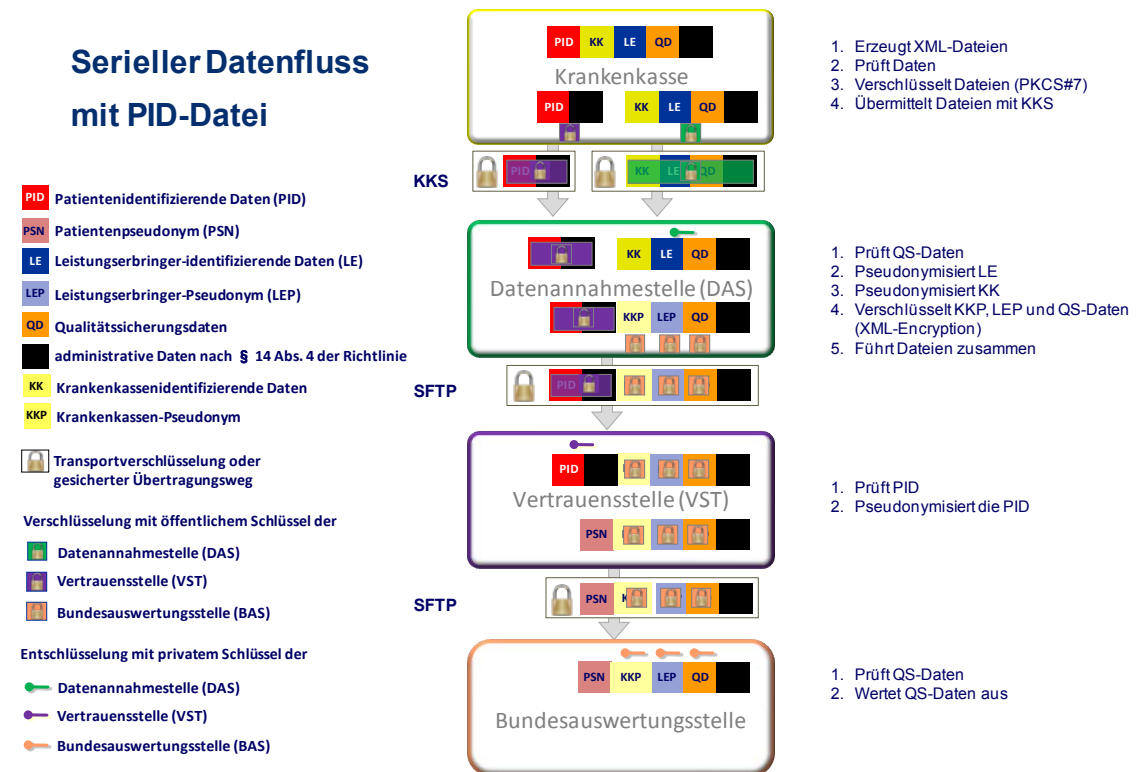 Serieller Datenfluss
mit PID-Datei
PID KK LE QD
Krankenkasse
PID KK LE QD
1. Erzeugt XML-Dateien
2. Prüft Daten
3. Verschlüsselt Dateien (PKCS#7)
4. Übermittelt Dateien mit KKS
KKS
PID KK LE QD
PID Patientenidentifizierende Daten (PID)
PSN Patientenpseudonym (PSN)
LE Leistungserbringer-identifizierende Daten (LE)
LEP Leistungserbringer-Pseudonym (LEP)
QD Qualitätssicherungsdaten
administrative Daten nach § 14 Abs. 4 der Richtlinie
KK Krankenkassenidentifizierende Daten
KKP Krankenkassen-Pseudonym
Transportverschlüsselung oder
gesicherter Übertragungsweg
Verschlüsselung mit öffentlichem Schlüssel der
Datenannahmestelle (DAS)
Vertrauensstelle (VST)
Bundesauswertungsstelle (BAS)
Entschlüsselung mit privatem Schlüssel der
Datenannahmestelle (DAS)
Vertrauensstelle (VST)
Bundesauswertungsstelle (BAS)
KK LE QD
Datenannahmestelle (DAS)
KKP LEP QD
1. Prüft QS-Daten
2. Pseudonymisiert LE
3. Pseudonymisiert KK
4. Verschlüsselt KKP, LEP und QS-Daten
(XML-Encryption)
5. Führt Dateien zusammen
SFTP
PID
PID
Vertrauensstelle (VST)
PSN
1. Prüft PID
2. Pseudonymisiert die PID
SFTP
PSN
PSN KKP LEP QD
Bundesauswertungsstelle
1. Prüft QS-Daten
2. Wertet QS-Daten aus